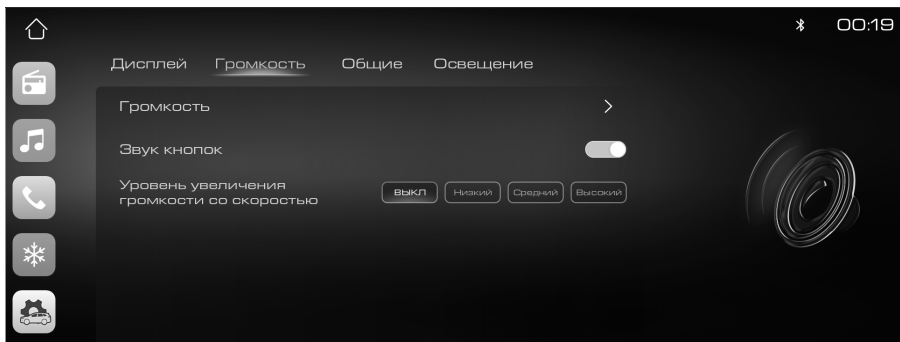 00:19
Дисплей Громкость Общие Освещение
Громкость
Звук кнопок
Уровень увеличения
громкости со скоростью
ВЫКЛ Низкий Средний Высокий